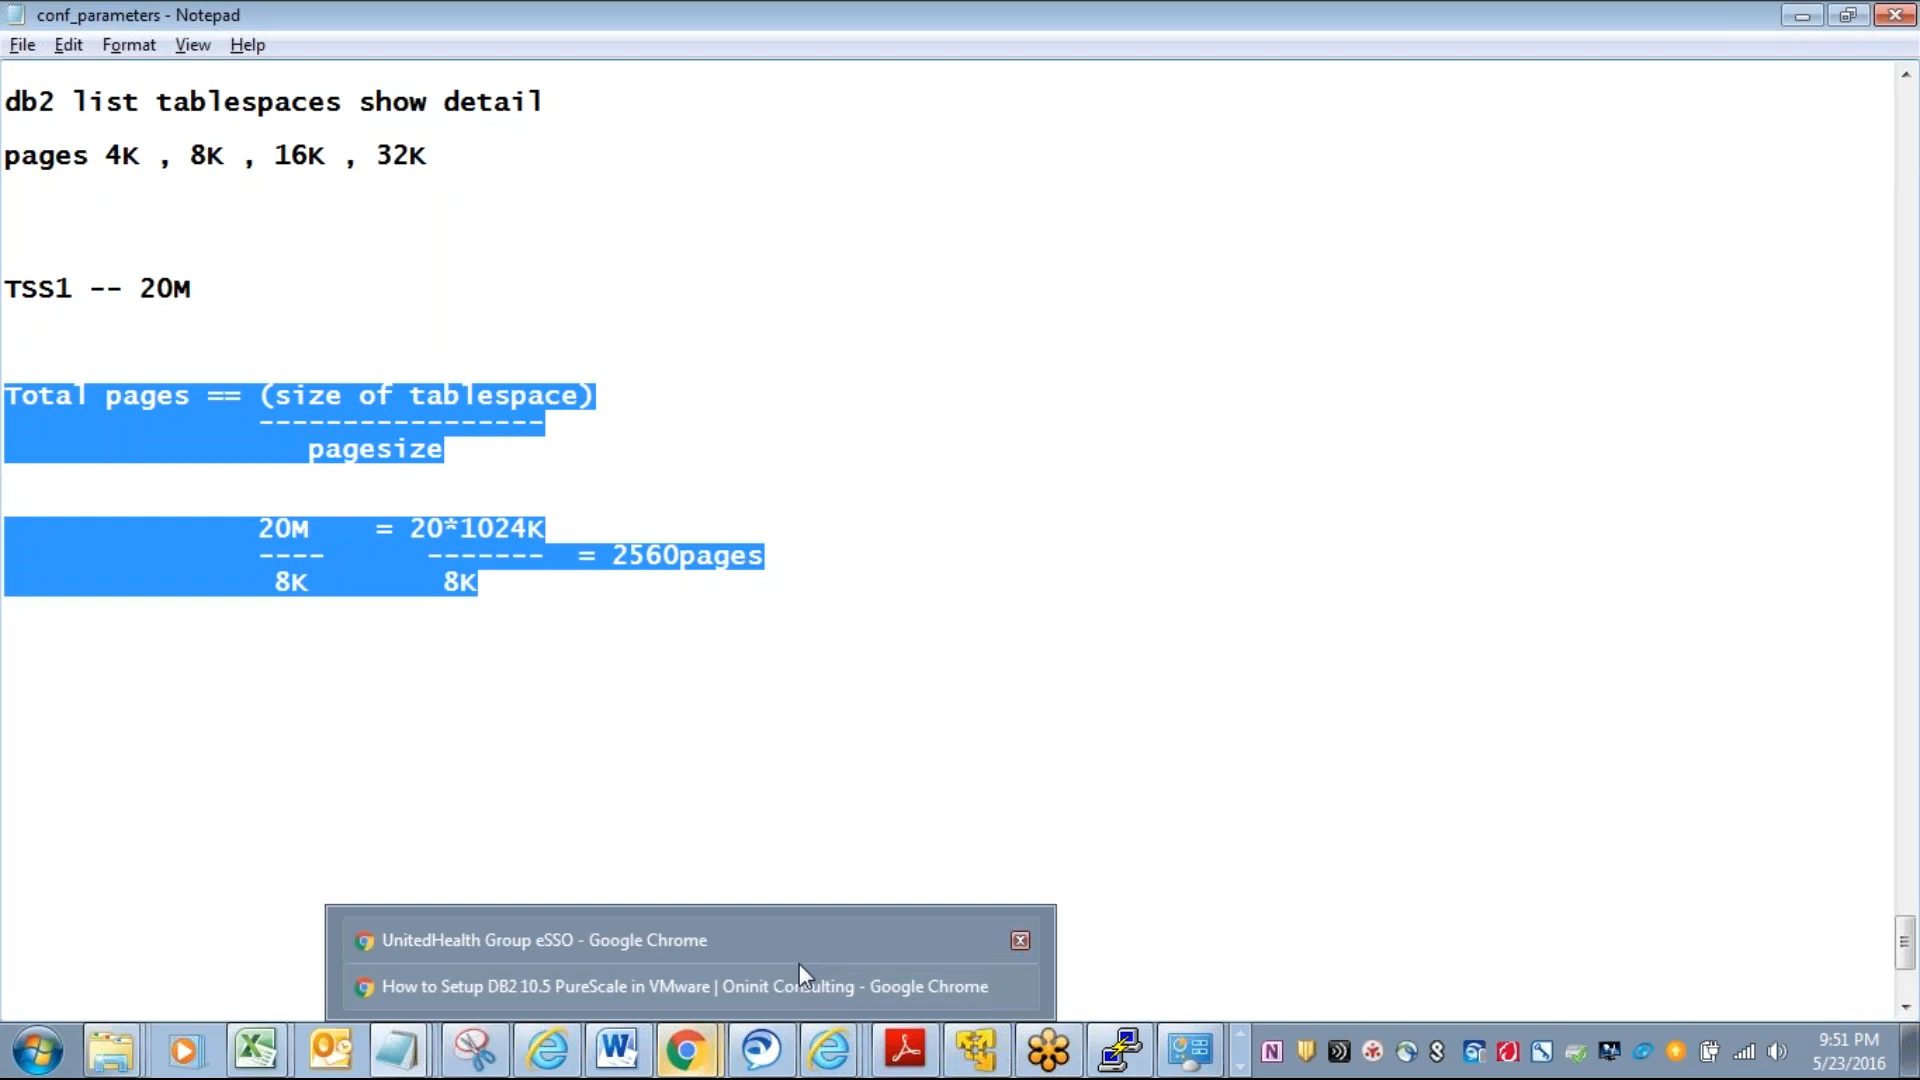 conf_parameters - Notepad
File Edit Format View Help
db2 list tablespaces show detail
pages 4K , 8K , 16K , 32K
TSS1 -- 20M
Total pages == (size of tablespace)
-----------------
pagesize
20M = 20*1024K
---- ------- = 2560pages
8K 8K
UnitedHealth Group eSSO - Google Chrome
How to Setup DB2 10.5 PureScale in VMware | Oninit Consulting - Google Chrome
9:51 PM
5/23/2016